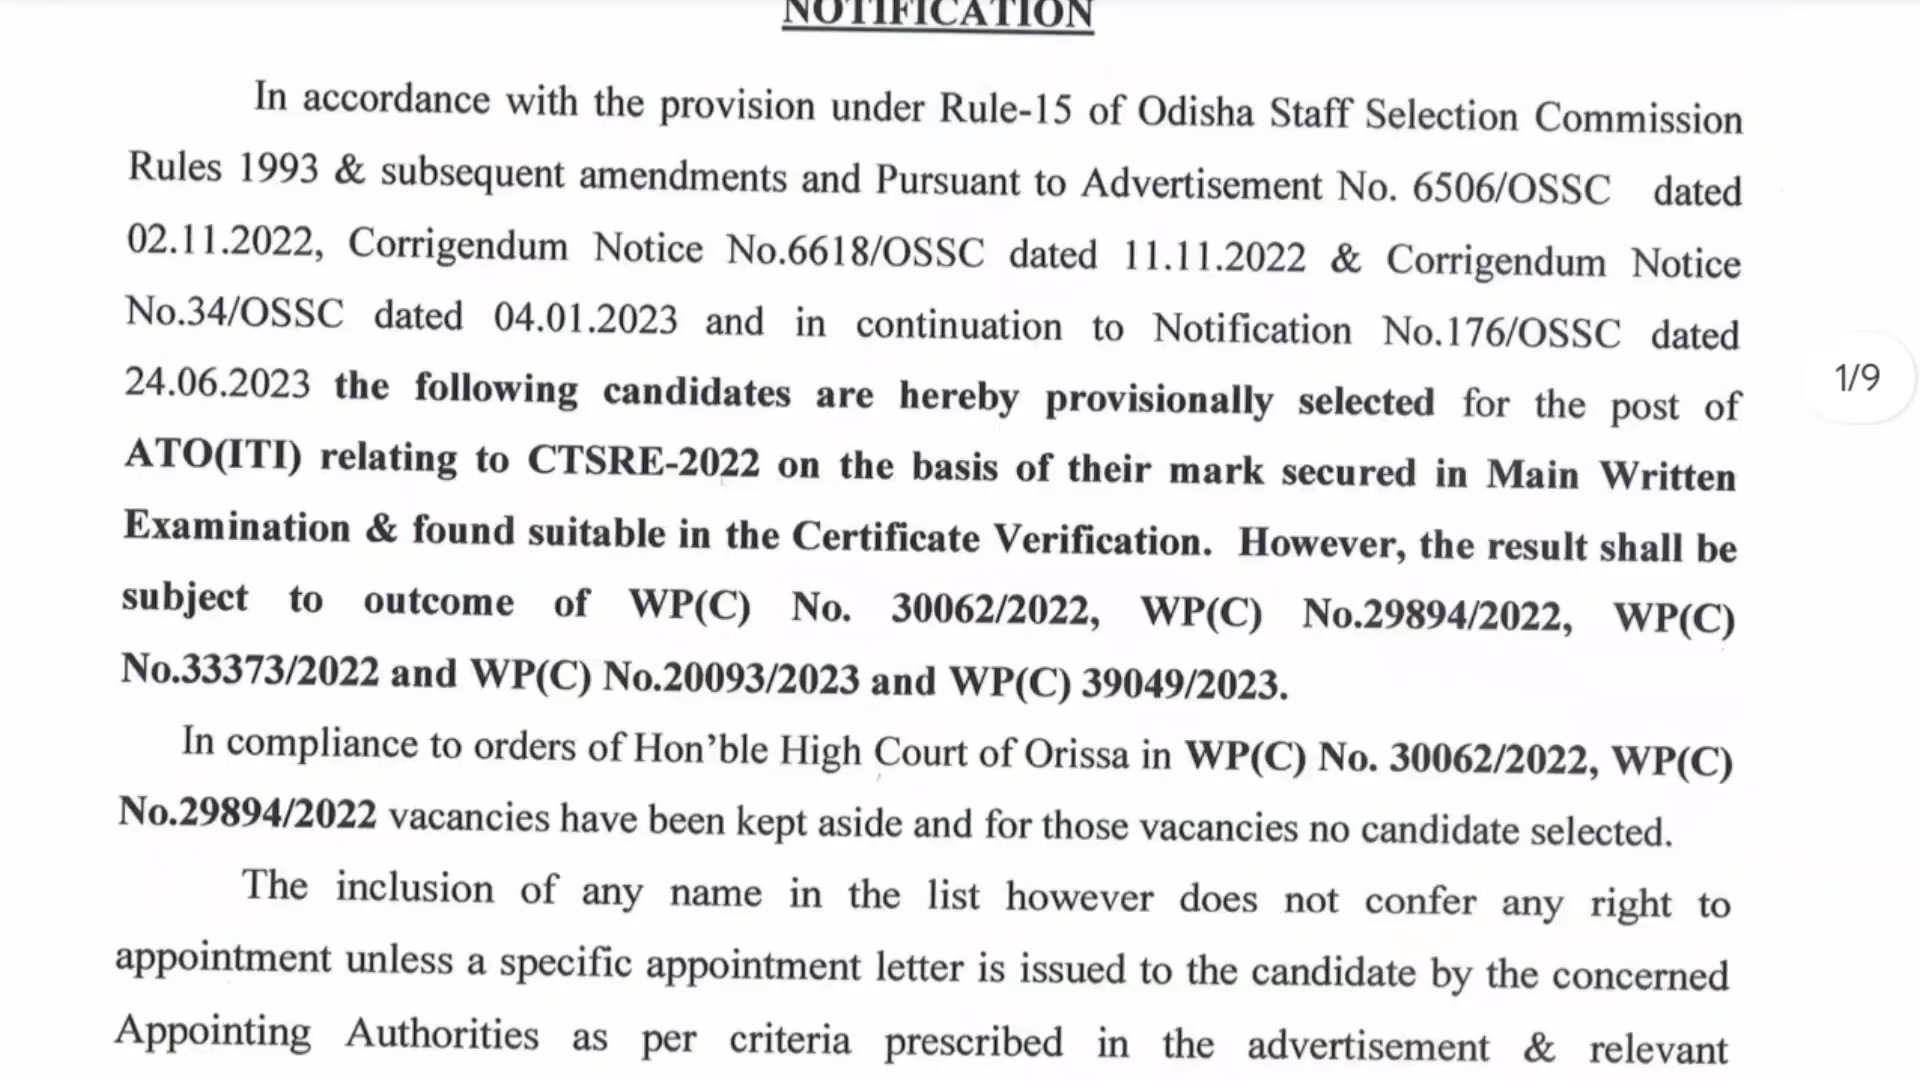 NOTIFICATION
In accordance with the provision under Rule-15 of Odisha Staff Selection Commission
Rules 1993 & subsequent amendments and Pursuant to Advertisement No. 6506/OSSC dated
02.11.2022, Corrigendum Notice No.6618/OSSC dated 11.11.2022 & Corrigendum Notice
No.34/OSSC dated 04.01.2023 and in continuation to Notification No.176/OSSC dated
24.06.2023 the following candidates are hereby provisionally selected for the post of
ATO(ITI) relating to CTSRE-2022 on the basis of their mark secured in Main Written
Examination & found suitable in the Certificate Verification. However, the result shall be
subject to outcome of WP(C) No. 30062/2022, WP(C) No.29894/2022, WP(C)
No.33373/2022 and WP(C) No.20093/2023 and WP(C) 39049/2023.
In compliance to orders of Hon'ble High Court of Orissa in WP(C) No. 30062/2022, WP(C)
No.29894/2022 vacancies have been kept aside and for those vacancies no candidate selected.
The inclusion of any name in the list however does not confer any right to
appointment unless a specific appointment letter is issued to the candidate by the concerned
Appointing Authorities as per criteria prescribed in the advertisement & relevant
1/9